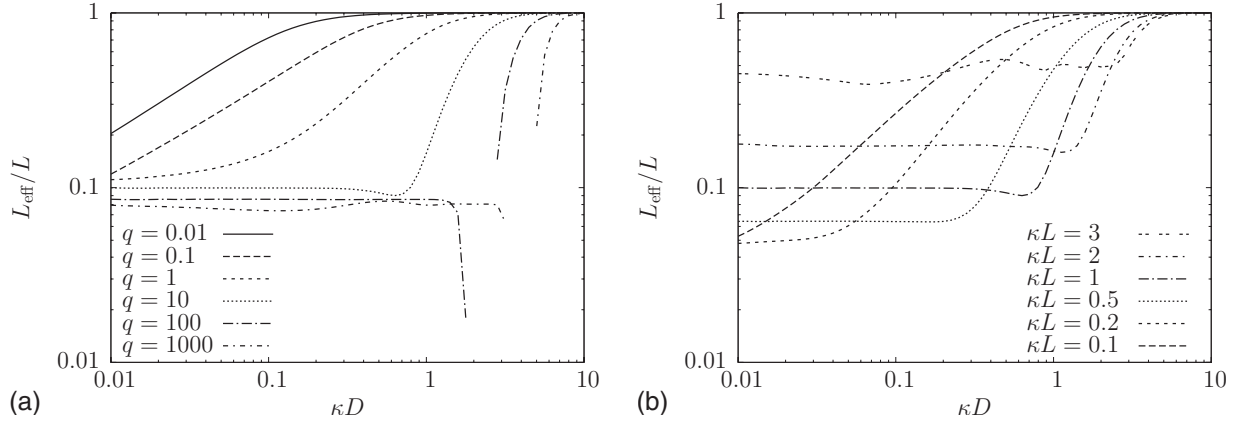 1
0.1
0.01
L_eff/L
q = 0.01
q = 0.1
q = 1
q = 10
q = 100
q = 1000
0.01
0.1
1
10
κD
(a)
1
0.1
0.01
L_eff/L
κL = 3
κL = 2
κL = 1
κL = 0.5
κL = 0.2
κL = 0.1
0.01
0.1
1
10
κD
(b)